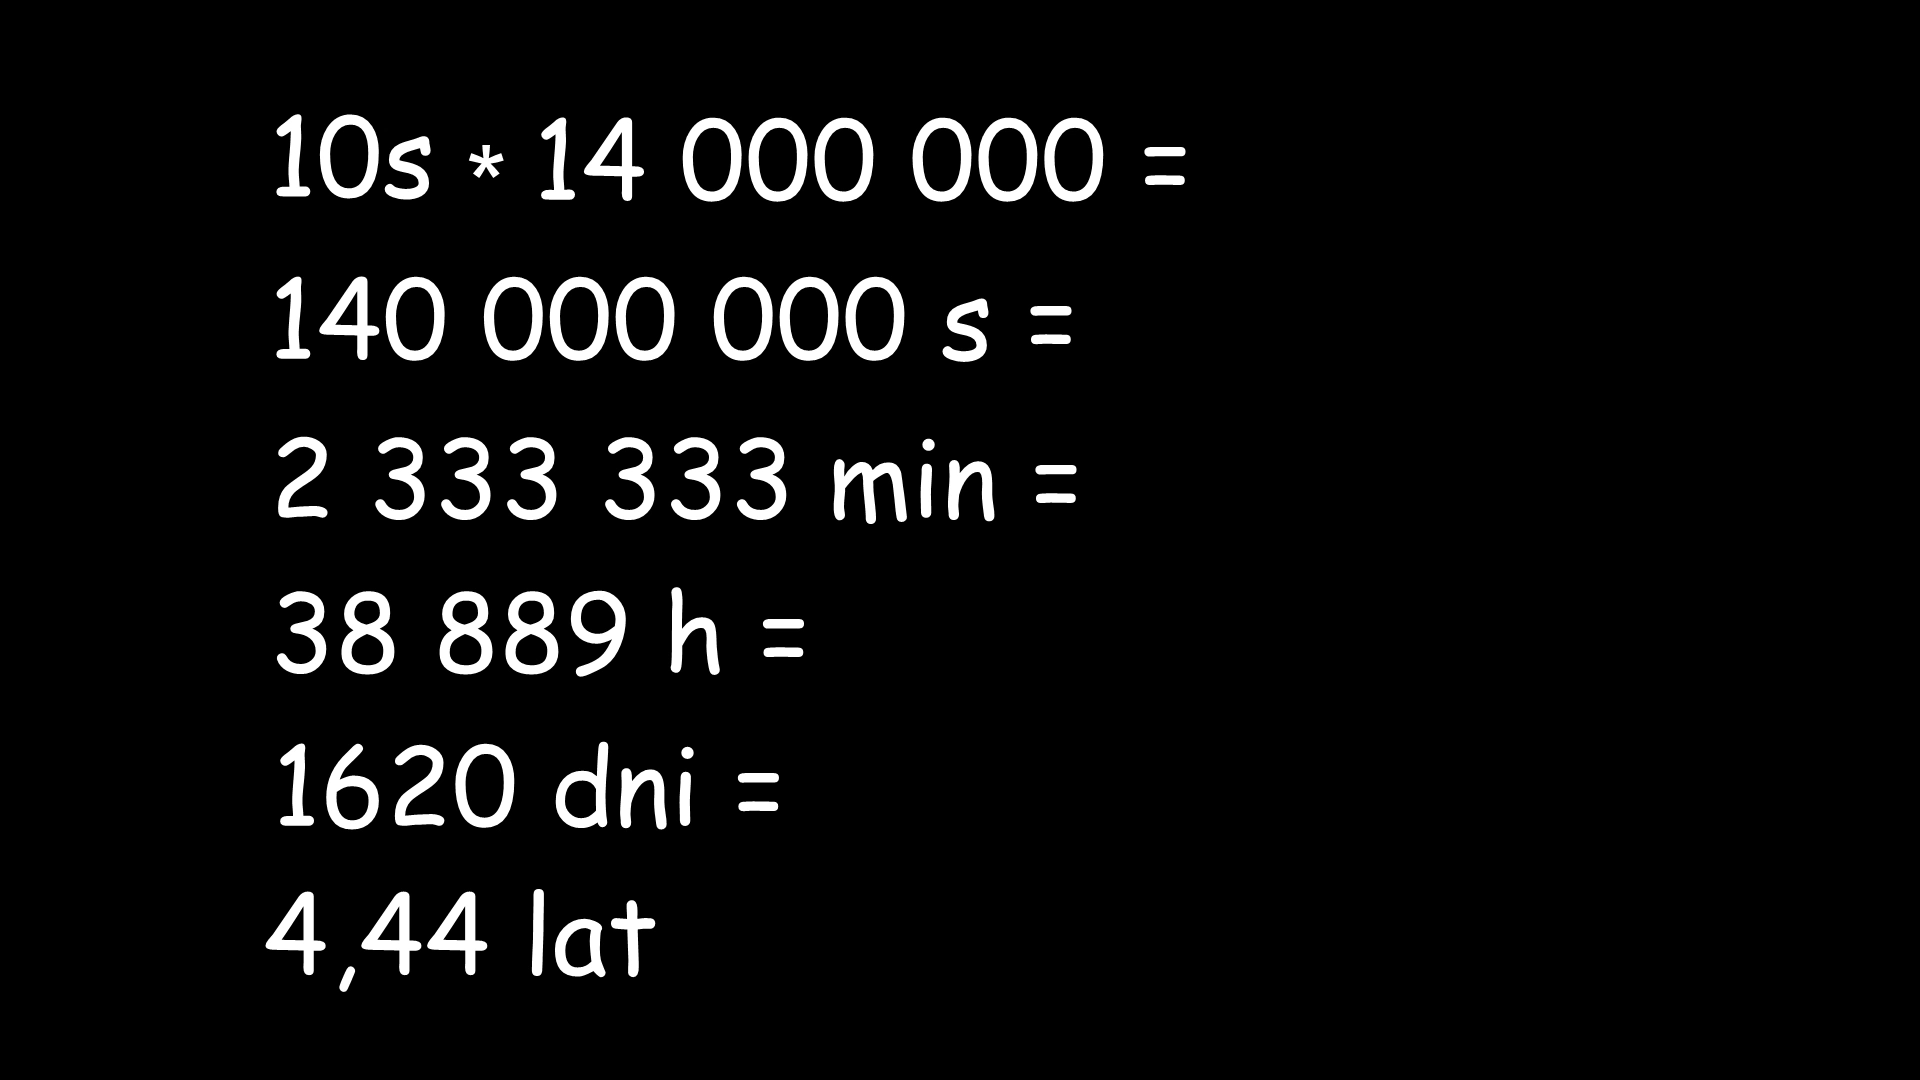 10s * 14 000 000 =
140 000 000 s =
2 333 333 min =
38 889 h =
1620 dni =
4,44 lat